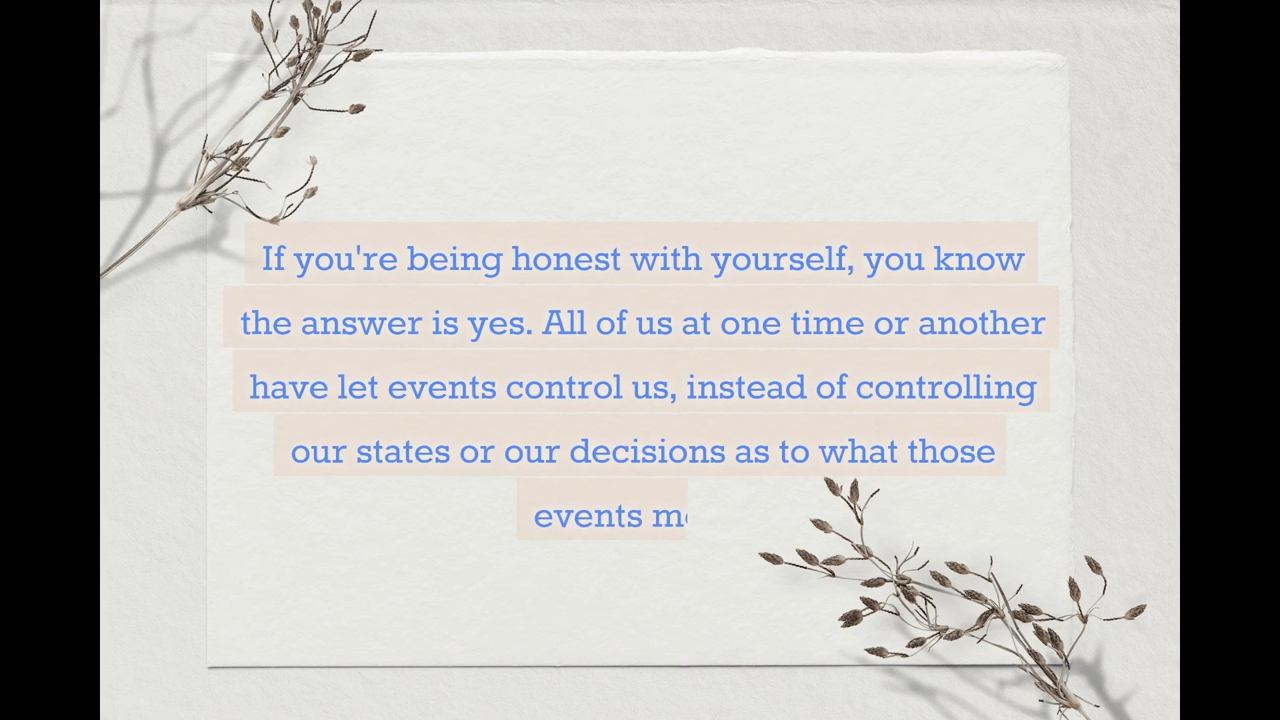 If you're being honest with yourself, you know
the answer is yes. All of us at one time or another
have let events control us, instead of controlling
our states or our decisions as to what those
events